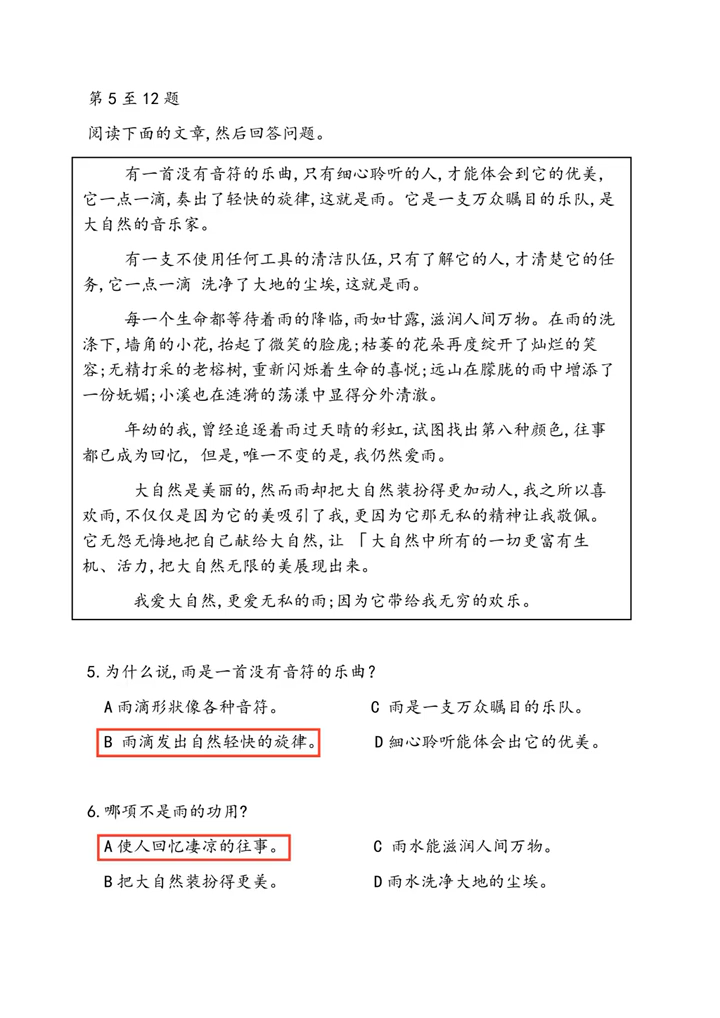 第5至12题
阅读下面的文章,然后回答问题。
有一首没有音符的乐曲,只有细心聆听的人,才能体会到它的优美,
它一点一滴,奏出了轻快的旋律,这就是雨。它是一支万众瞩目的乐队,是
大自然的音乐家。
有一支不使用任何工具的清洁队伍,只有了解它的人,才清楚它的任
务,它一点一滴 洗净了大地的尘埃,这就是雨。
每一个生命都等待着雨的降临,雨如甘露,滋润人间万物。在雨的洗
涤下,墙角的小花,抬起了微笑的脸庞;枯萎的花朵再度绽开了灿烂的笑
容;无精打采的老榕树,重新闪烁着生命的喜悦;远山在朦胧的雨中增添了
一份妩媚;小溪也在涟漪的荡漾中显得分外清澈。
年幼的我,曾经追逐着雨过天晴的彩虹,试图找出第八种颜色,往事
都已成为回忆, 但是,唯一不变的是,我仍然爱雨。
大自然是美丽的,然而雨却把大自然装扮得更加动人,我之所以喜
欢雨,不仅仅是因为它的美吸引了我,更因为它那无私的精神让我敬佩。
它无怨无悔地把自己献给大自然,让 「大自然中所有的一切更富有生
机、活力,把大自然无限的美展现出来。
我爱大自然,更爱无私的雨;因为它带给我无穷的欢乐。
5.为什么说,雨是一首没有音符的乐曲?
A雨滴形狀像各种音符。 C 雨是一支万众瞩目的乐队。
B 雨滴发出自然轻快的旋律。 D細心聆听能体会出它的优美。
6.哪項不是雨的功用?
A使人回忆凄凉的往事。 C 雨水能滋润人间万物。
B把大自然装扮得更美。 D雨水洗净大地的尘埃。